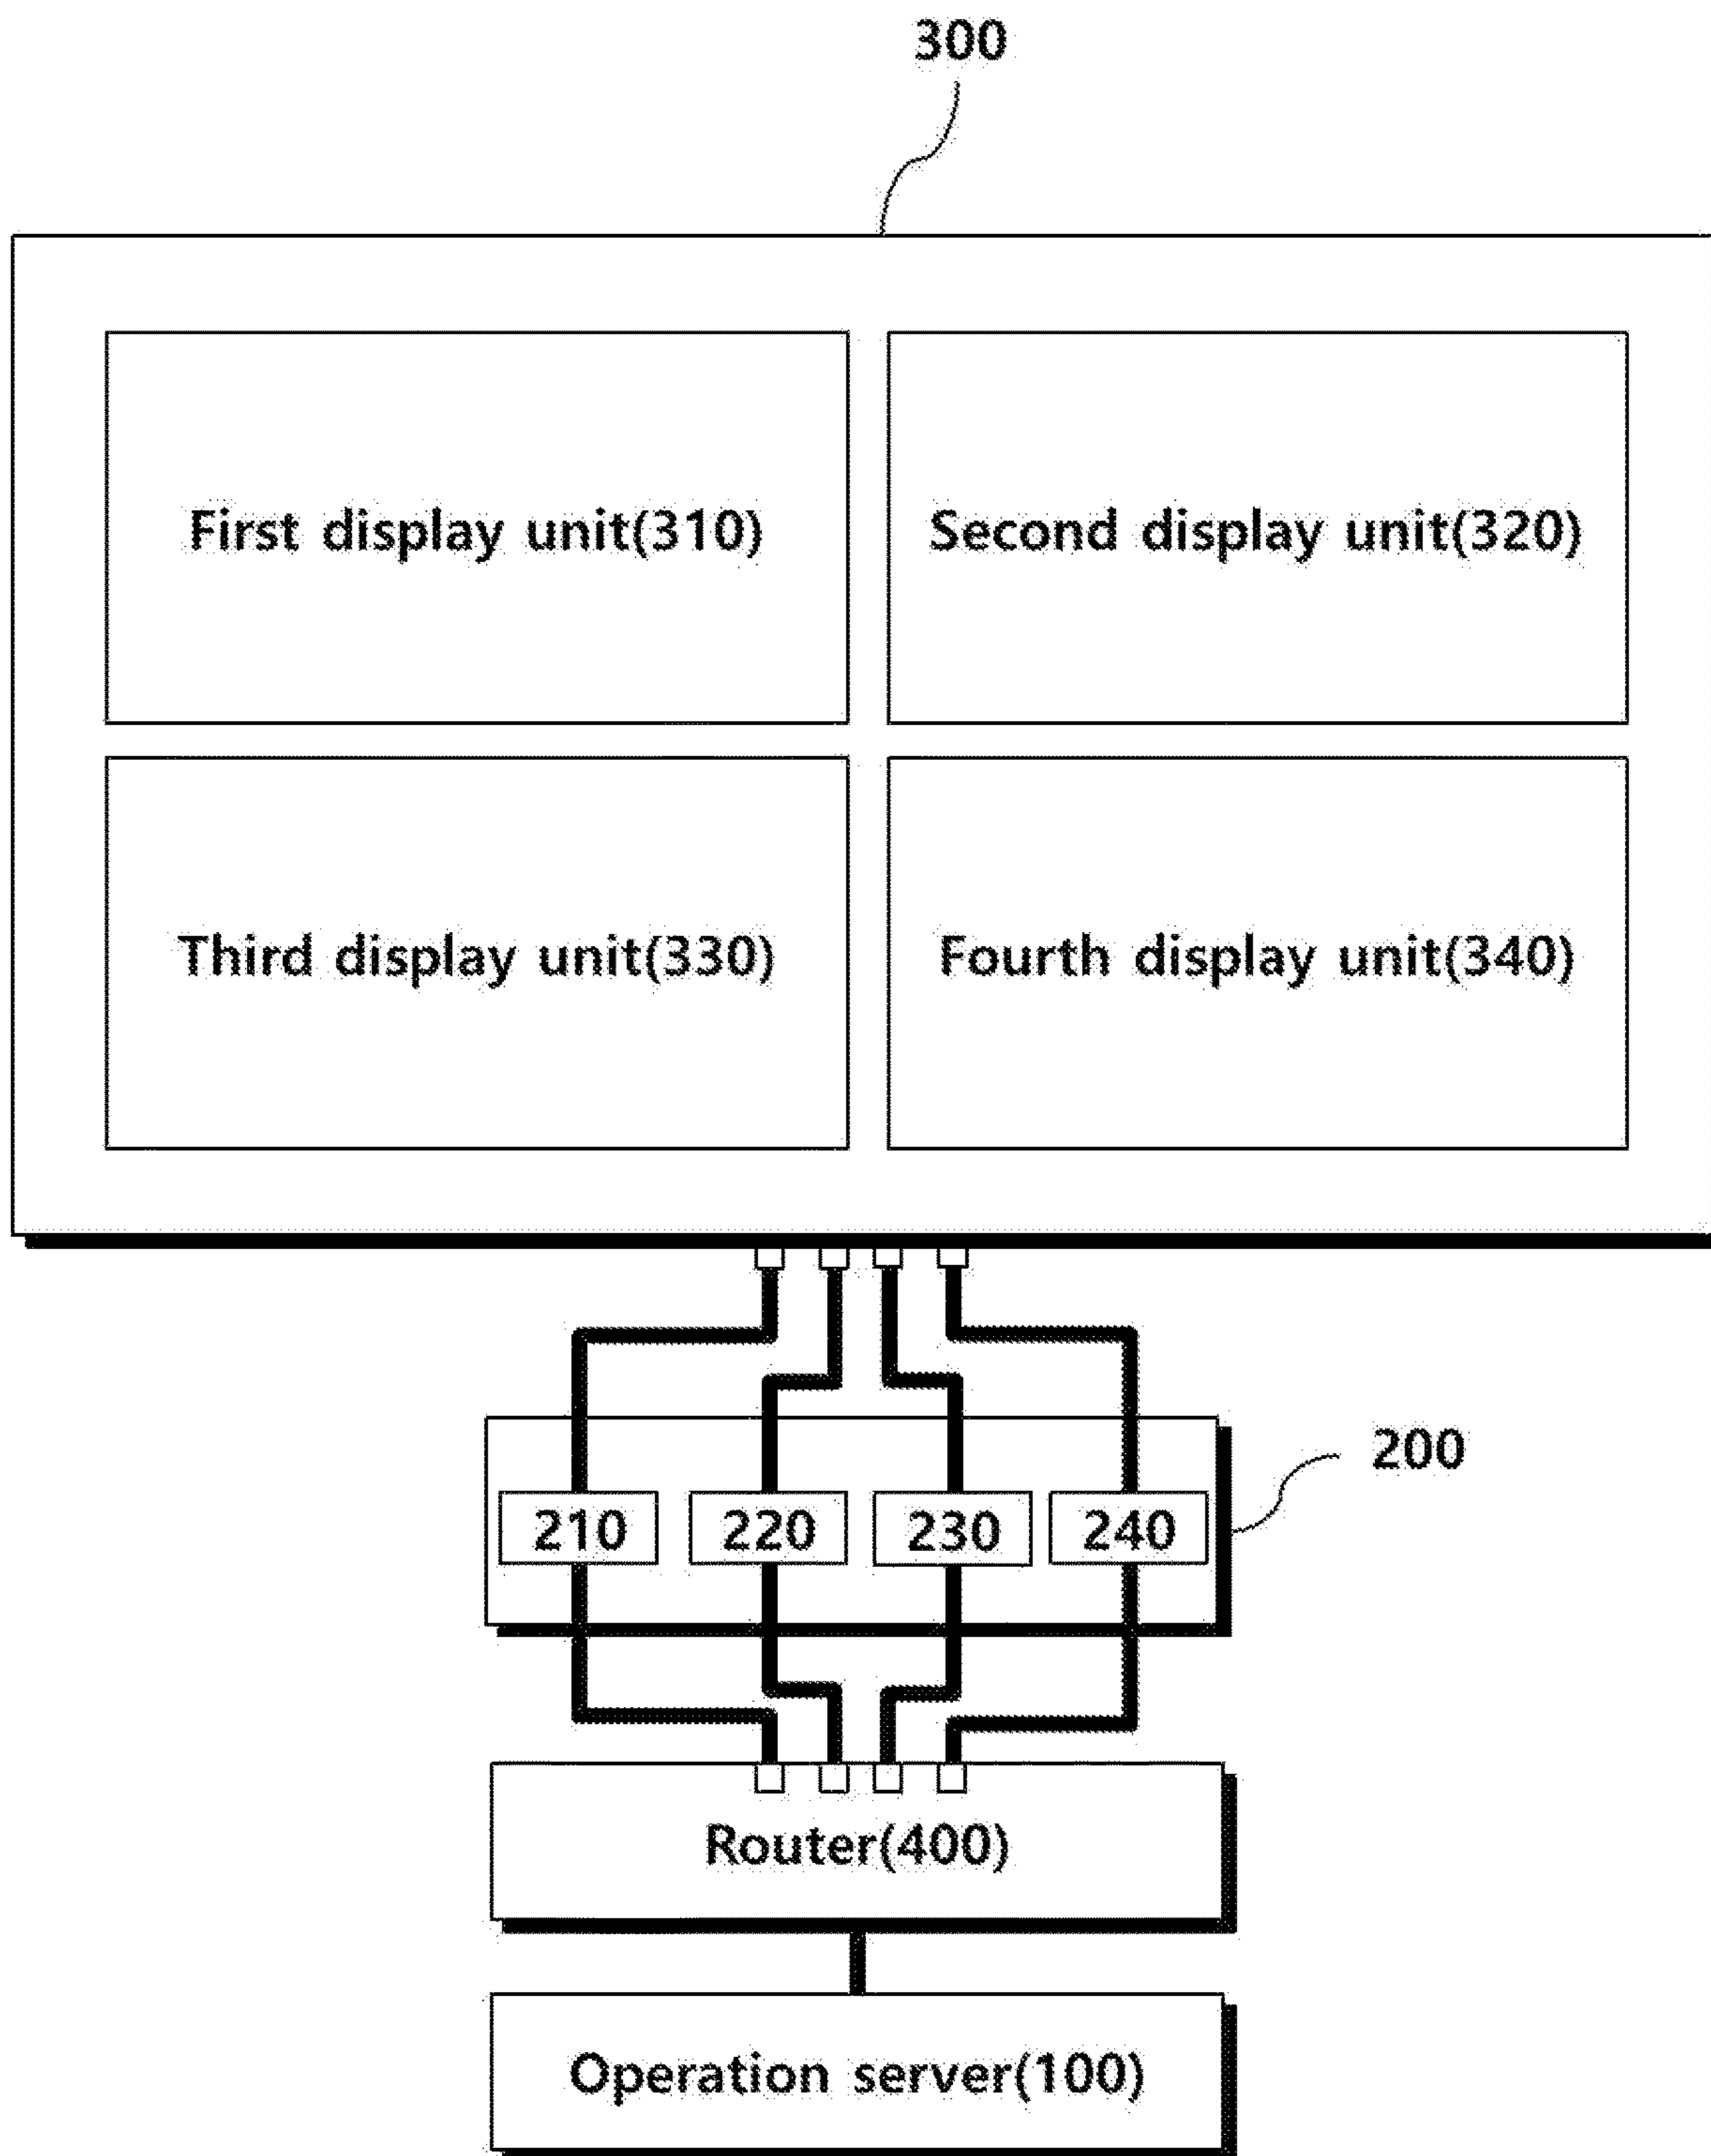 300
First display unit(310)
Second display unit(320)
Third display unit(330)
Fourth display unit(340)
200
210
220
230
240
Router(400)
Operation server(100)